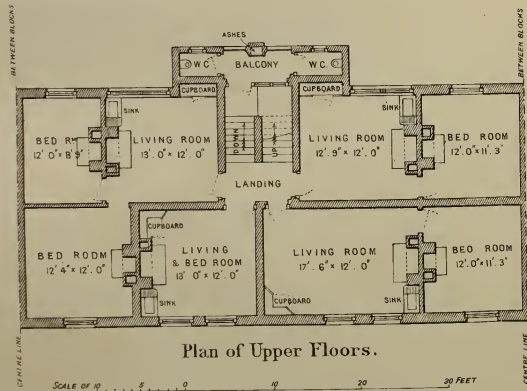 ASHES
BETWEEN BLOCKS
BETWEEN BLOCKS
W.C.
BALCONY
W.C.
CUPBOARD
CUPBOARD
SINK
SINK
BED RM
12'.0" × 8'9"
LIVING ROOM
13'.0" × 12'.0"
DOWN
UP
LIVING ROOM
12'.9" × 12'.0"
BED ROOM
12'.0" × 11'.3"
LANDING
CUPBOARD
BED ROOM
12'4" × 12'.0"
LIVING
& BED ROOM
13'0" × 12'.0"
LIVING ROOM
17'.6" × 12'.0"
BED ROOM
12'.0" × 11'.3"
SINK
CUPBOARD
SINK
Plan of Upper Floors.
CENTRE LINE
CENTRE LINE
SCALE OF 10 5 0 10 20 30 FEET